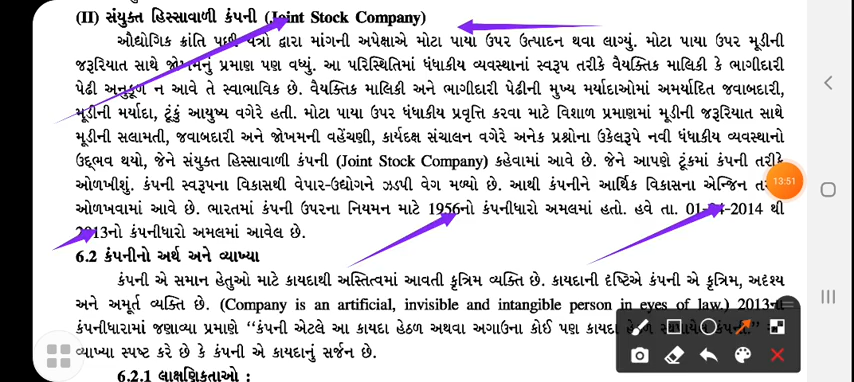 (II) સંયુક્ત હિસ્સાવાળી કંપની (Joint Stock Company)
ઔદ્યોગિક ક્રાંતિ પછી યંત્રો દ્વારા માંગની અપેક્ષાએ મોટા પાયા ઉપર ઉત્પાદન થવા લાગ્યું. મોટા પાયા ઉપર મૂડીની
જરૂરિયાત સાથે જોખમનું પ્રમાણ પણ વધ્યું. આ પરિસ્થિતિમાં ધંધાકીય વ્યવસ્થાનાં સ્વરૂપ તરીકે વૈયક્તિક માલિકી કે ભાગીદારી
પેઢી અનુકૂળ ન આવે તે સ્વાભાવિક છે. વૈયક્તિક માલિકી અને ભાગીદારી પેઢીની મુખ્ય મર્યાદાઓમાં અમર્યાદિત જવાબદારી,
મૂડીની મર્યાદા, ટૂંકું આયુષ્ય વગેરે હતી. મોટા પાયા ઉપર ધંધાકીય પ્રવૃત્તિ કરવા માટે વિશાળ પ્રમાણમાં મૂડીની જરૂરિયાત સાથે
મૂડીની સલામતી, જવાબદારી અને જોખમની વહેંચણી, કાર્યદક્ષ સંચાલન વગેરે અનેક પ્રશ્નોના ઉકેલરૂપે નવી ધંધાકીય વ્યવસ્થાનો
ઉદ્ભવ થયો, જેને સંયુક્ત હિસ્સાવાળી કંપની (Joint Stock Company) કહેવામાં આવે છે. જેને આપણે ટૂંકમાં કંપની તરીકે
ઓળખીશું. કંપની સ્વરૂપના વિકાસથી વેપાર-ઉદ્યોગને ઝડપી વેગ મળ્યો છે. આથી કંપનીને આર્થિક વિકાસના એન્જિન
13:51
ઓળખવામાં આવે છે. ભારતમાં કંપની ઉપરના નિયમન માટે 1956નો કંપનીધારો અમલમાં હતો. હવે તા. 01-04-2014 થી
2013નો કંપનીધારો અમલમાં આવેલ છે.
6.2 કંપનીનો અર્થ અને વ્યાખ્યા
કંપની એ સમાન હેતુઓ માટે કાયદાથી અસ્તિત્વમાં આવતી કૃત્રિમ વ્યક્તિ છે. કાયદાની દૃષ્ટિએ કંપની એ કૃત્રિમ, અદૃશ્ય
અને અમૂર્ત વ્યક્તિ છે. (Company is an artificial, invisible and intangible person in eyes of law.) 2013ના
કંપનીધારામાં જણાવ્યા પ્રમાણે “કંપની એટલે આ કાયદા હેઠળ અથવા અગાઉના કોઈ પણ કાયદા
વ્યાખ્યા સ્પષ્ટ કરે છે કે કંપની એ કાયદાનું સર્જન છે.
6.2.1 લાક્ષણિકતાઓ :